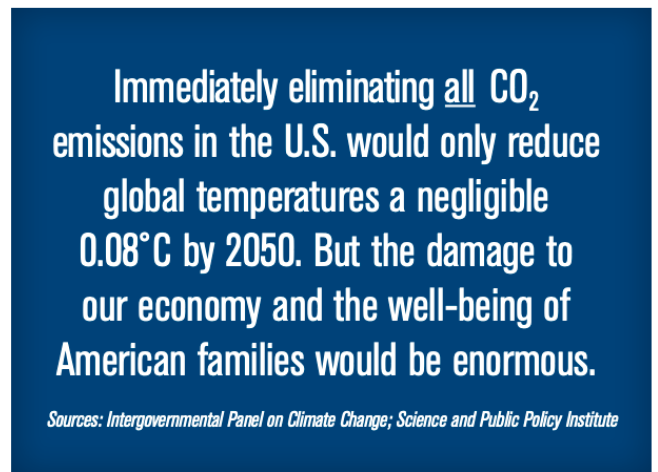 Immediately eliminating all CO₂
emissions in the U.S. would only reduce
global temperatures a negligible
0.08°C by 2050. But the damage to
our economy and the well-being of
American families would be enormous.
Sources: Intergovernmental Panel on Climate Change; Science and Public Policy Institute